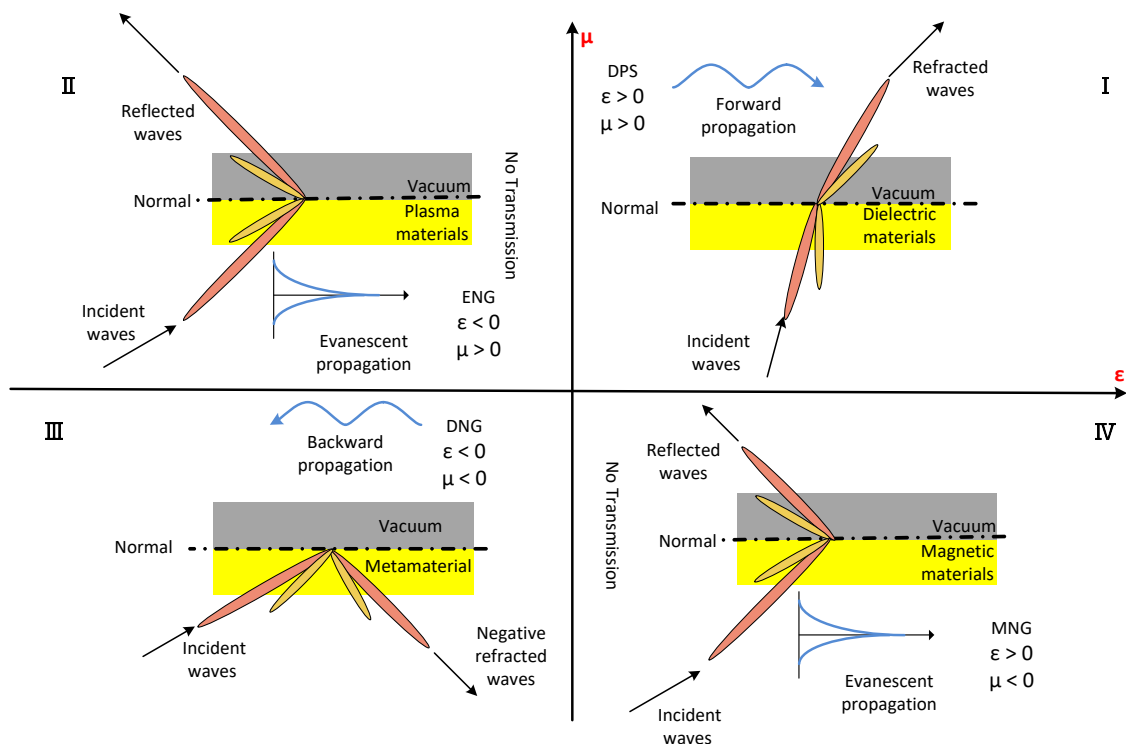 Ⅱ
Reflected
waves
Normal
Vacuum
Plasma
materials
No Transmission
Incident
waves
Evanescent
propagation
ENG
ε < 0
μ > 0
μ
DPS
ε > 0
μ > 0
Forward
propagation
Refracted
waves
Ⅰ
Normal
Vacuum
Dielectric
materials
Incident
waves
ε
Ⅲ
Backward
propagation
DNG
ε < 0
μ < 0
Normal
Vacuum
Metamaterial
Incident
waves
Negative
refracted
waves
Ⅳ
No Transmission
Reflected
waves
Normal
Vacuum
Magnetic
materials
Incident
waves
Evanescent
propagation
MNG
ε > 0
μ < 0